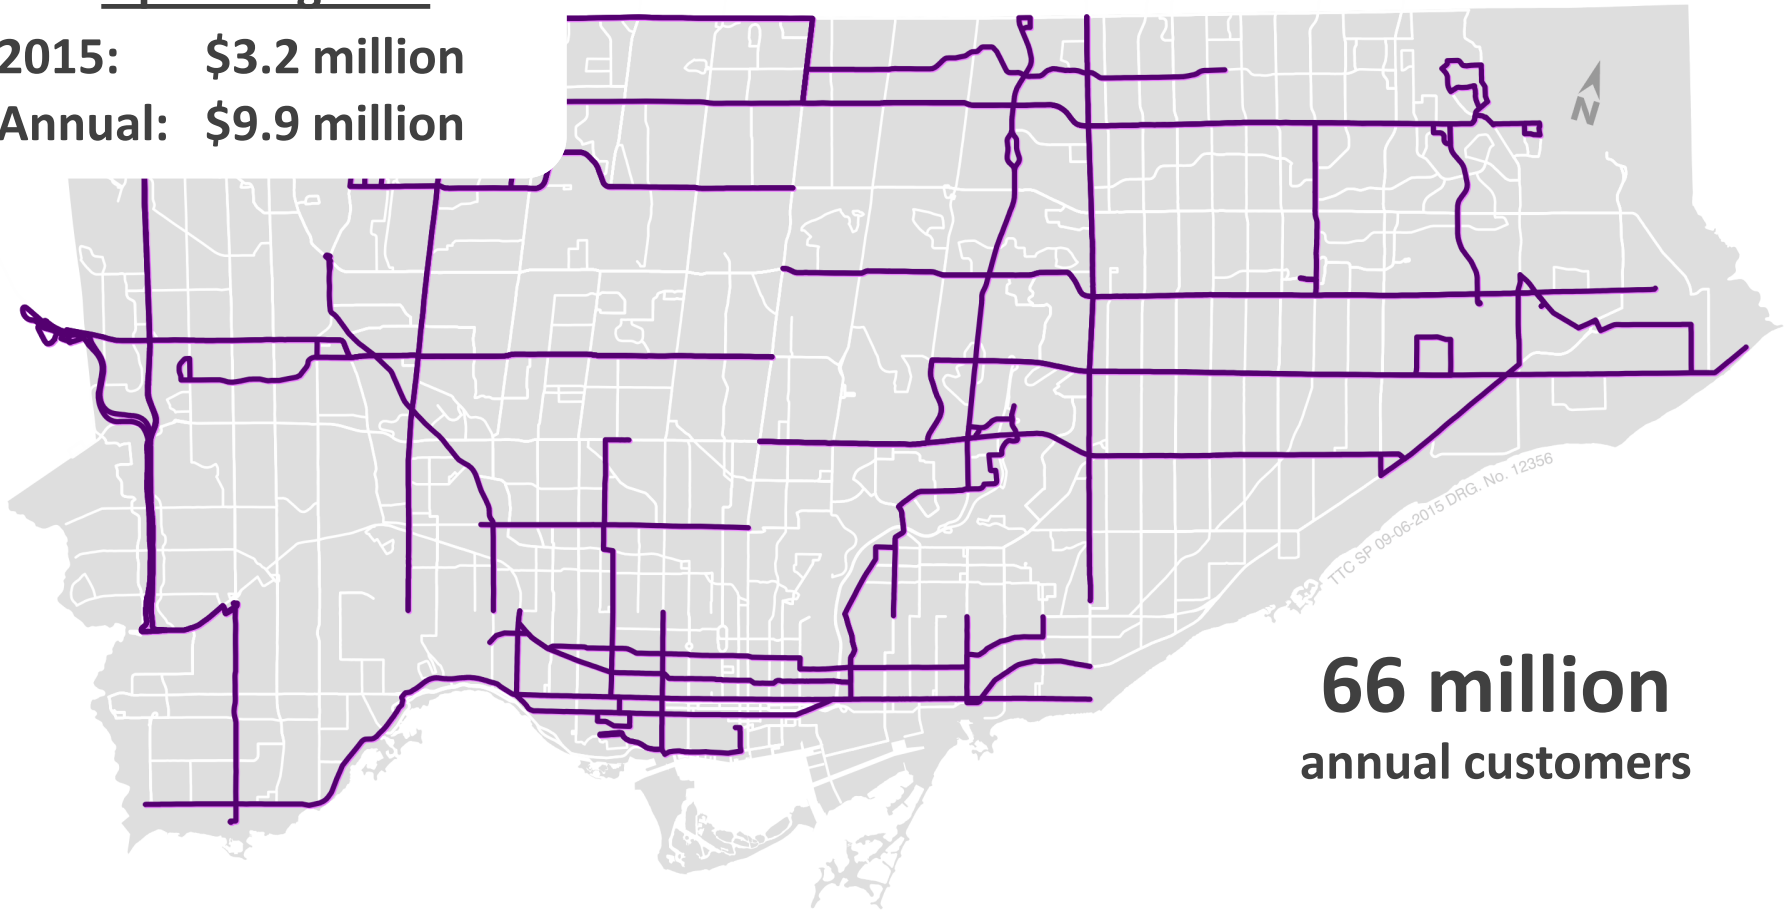 2015: $3.2 million
Annual: $9.9 million
N
TTC SP 09-06-2015 DRG. No. 12356
66 million
annual customers